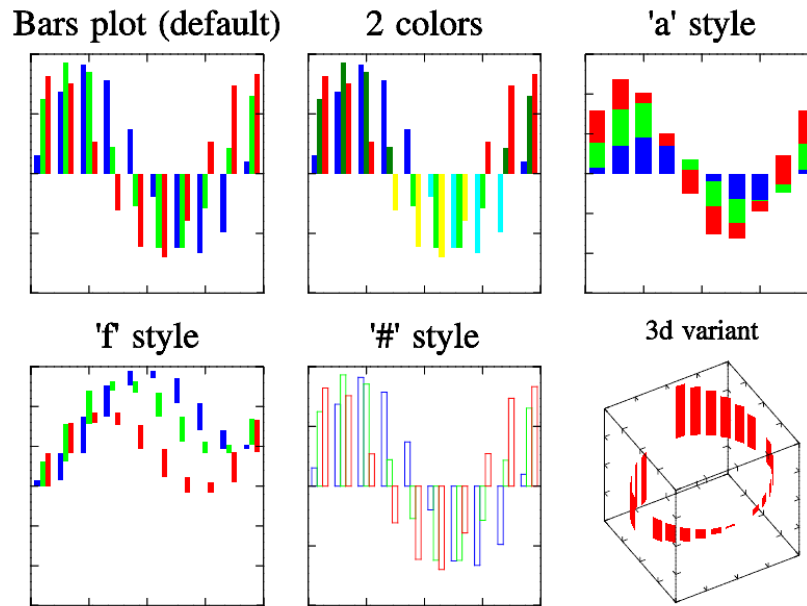 Bars plot (default)
2 colors
'a' style
'f' style
'#' style
3d variant